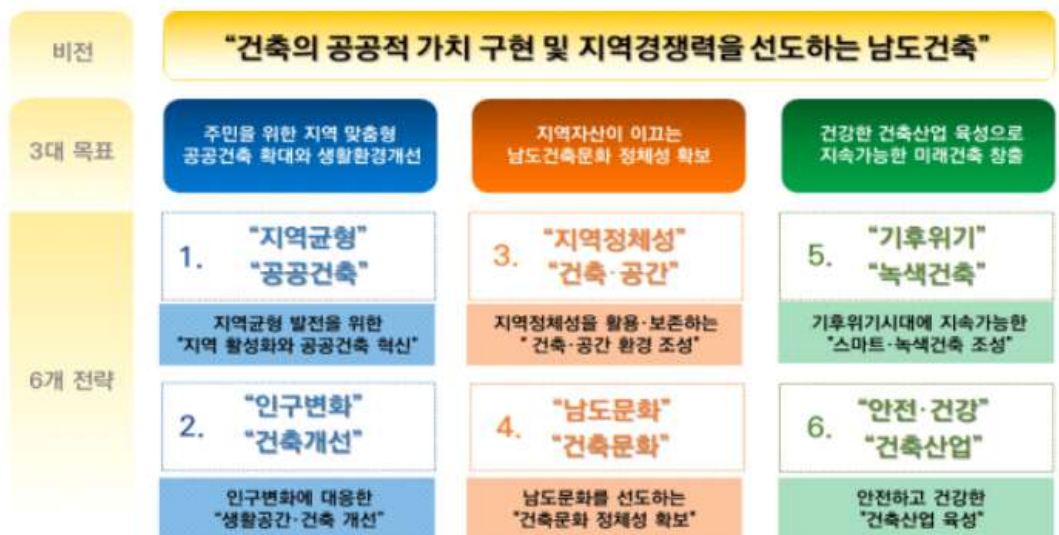 비전
“건축의 공공적 가치 구현 및 지역경쟁력을 선도하는 남도건축”
3대 목표
주민을 위한 지역 맞춤형
공공건축 확대와 생활환경개선
지역자산이 이끄는
남도건축문화 정체성 확보
건강한 건축산업 육성으로
지속가능한 미래건축 창출
6개 전략
1.
“지역균형”
“공공건축”
지역균형 발전을 위한
“지역 활성화와 공공건축 혁신”
3.
“지역정체성”
“건축·공간”
지역정체성을 활용·보존하는
“ 건축·공간 환경 조성”
5.
“기후위기”
“녹색건축”
기후위기시대에 지속가능한
“스마트·녹색건축 조성”
2.
“인구변화”
“건축개선”
인구변화에 대응한
“생활공간·건축 개선”
4.
“남도문화”
“건축문화”
남도문화를 선도하는
“건축문화 정체성 확보”
6.
“안전·건강”
“건축산업”
안전하고 건강한
“건축산업 육성”